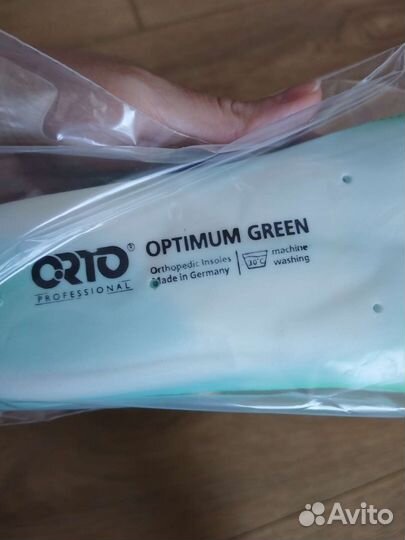 ORTO®
PROFESSIONAL
OPTIMUM GREEN
Orthopedic Insoles
Made in Germany
30°C
machine
washing
Avito